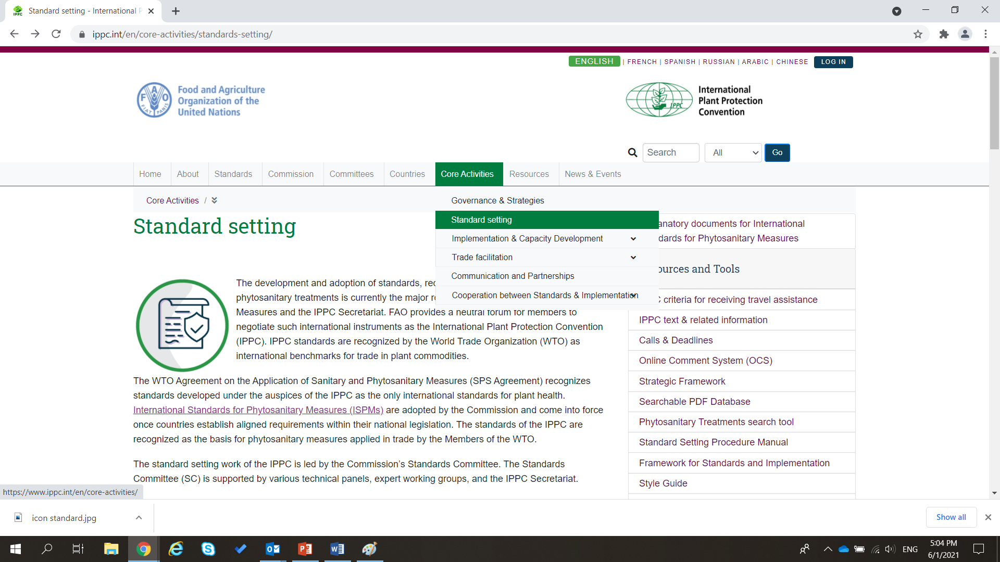 Standard setting - International P
ippc.int/en/core-activities/standards-setting/
ENGLISH | FRENCH | SPANISH | RUSSIAN | ARABIC | CHINESE LOG IN
FAO
FIAT PANIS
Food and Agriculture
Organization of the
United Nations
IPPC
International
Plant Protection
Convention
Search All Go
Home About Standards Commission Committees Countries Core Activities Resources News & Events
Core Activities /
Governance & Strategies
Standard setting
Implementation & Capacity Development
Trade facilitation
Communication and Partnerships
Cooperation between Standards & Implementation
Standard setting
The development and adoption of standards, rec
phytosanitary treatments is currently the major r
Measures and the IPPC Secretariat. FAO provides a neutral forum for members to
negotiate such international instruments as the International Plant Protection Convention
(IPPC). IPPC standards are recognized by the World Trade Organization (WTO) as
international benchmarks for trade in plant commodities.
The WTO Agreement on the Application of Sanitary and Phytosanitary Measures (SPS Agreement) recognizes
standards developed under the auspices of the IPPC as the only international standards for plant health.
International Standards for Phytosanitary Measures (ISPMs) are adopted by the Commission and come into force
once countries establish aligned requirements within their national legislation. The standards of the IPPC are
recognized as the basis for phytosanitary measures applied in trade by the Members of the WTO.
The standard setting work of the IPPC is led by the Commission’s Standards Committee. The Standards
Committee (SC) is supported by various technical panels, expert working groups, and the IPPC Secretariat.
anatory documents for International
dards for Phytosanitary Measures
ources and Tools
C criteria for receiving travel assistance
IPPC text & related information
Calls & Deadlines
Online Comment System (OCS)
Strategic Framework
Searchable PDF Database
Phytosanitary Treatments search tool
Standard Setting Procedure Manual
Framework for Standards and Implementation
Style Guide
https://www.ippc.int/en/core-activities/
icon standard.jpg
Show all
ENG
5:04 PM
6/1/2021